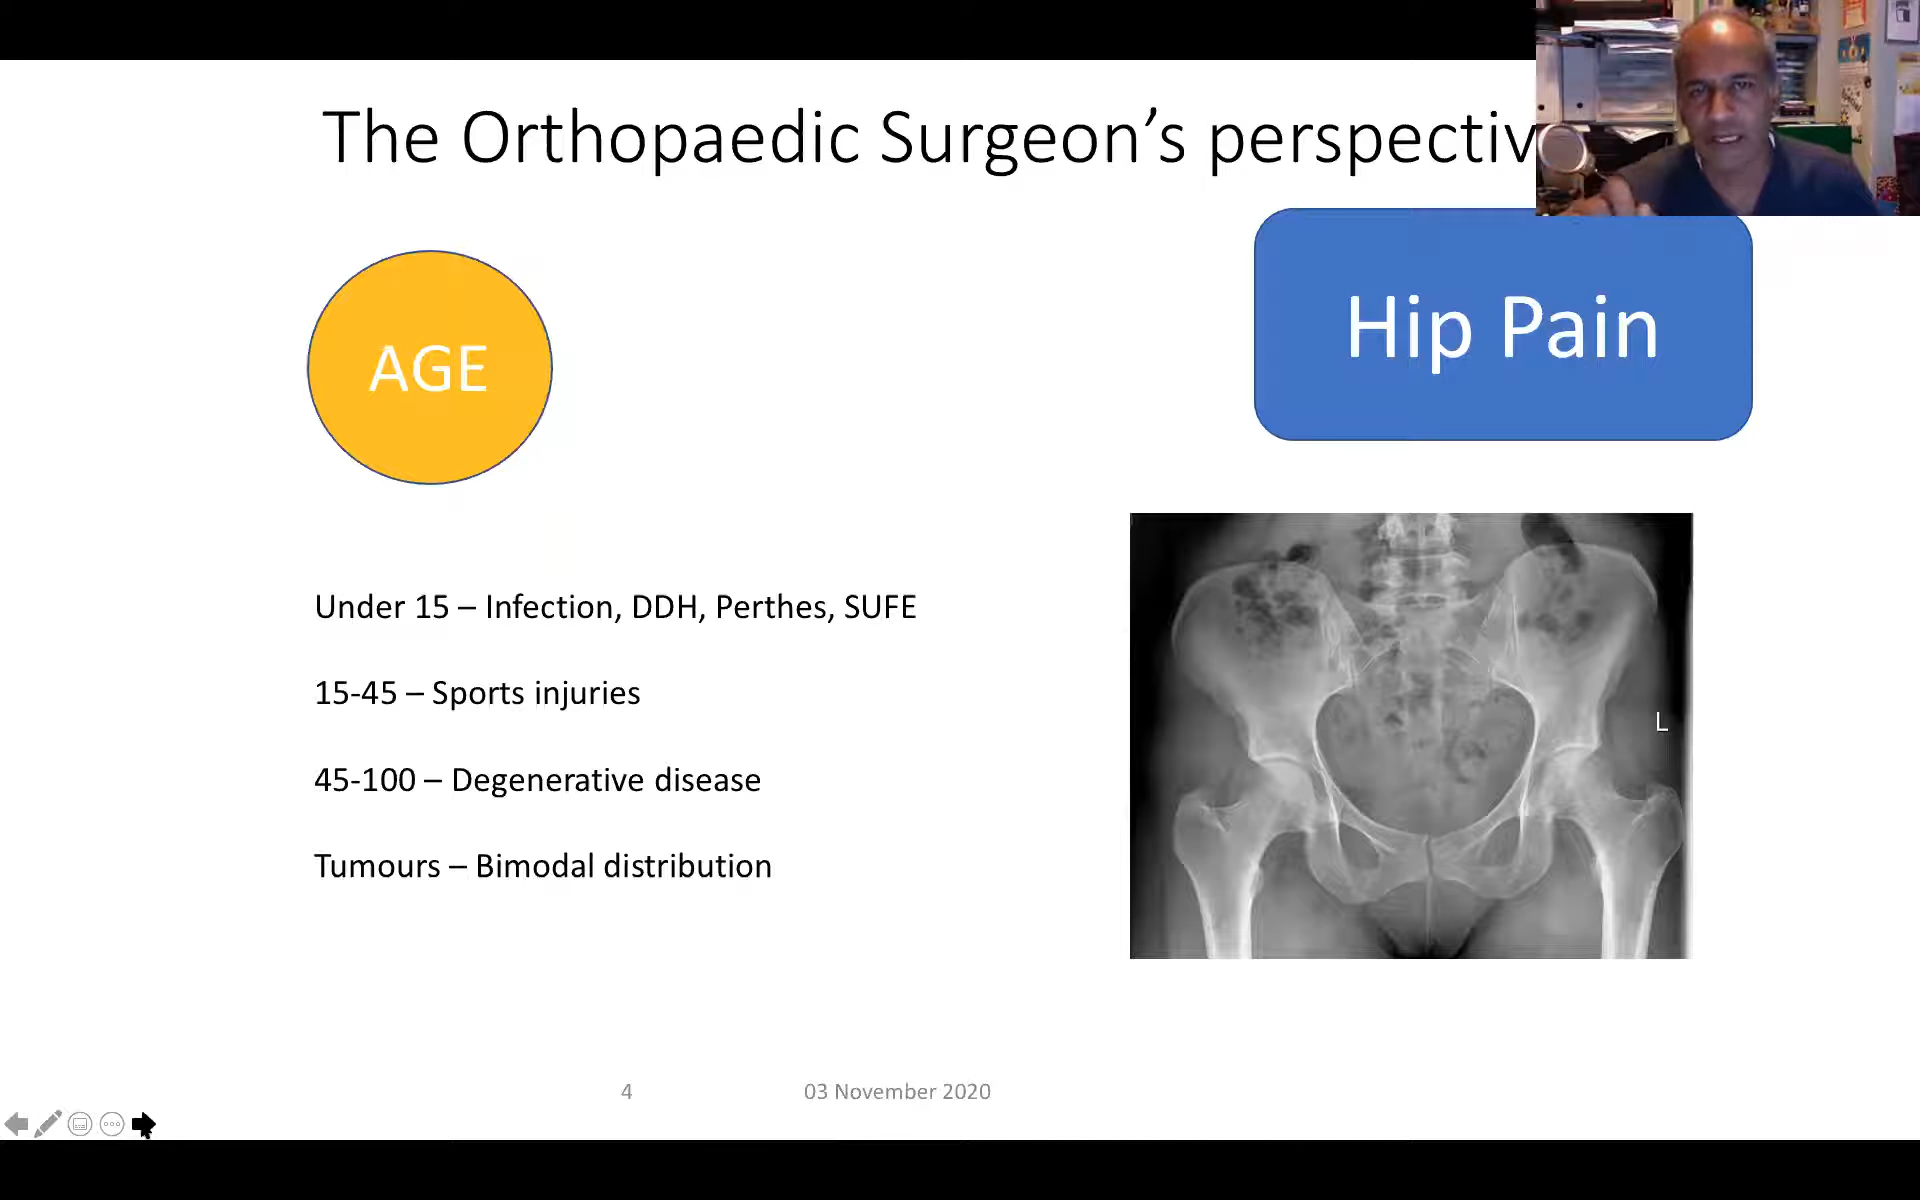 The Orthopaedic Surgeon’s perspectiv
AGE
Hip Pain
Under 15 – Infection, DDH, Perthes, SUFE
15-45 – Sports injuries
45-100 – Degenerative disease
Tumours – Bimodal distribution
L
4
03 November 2020